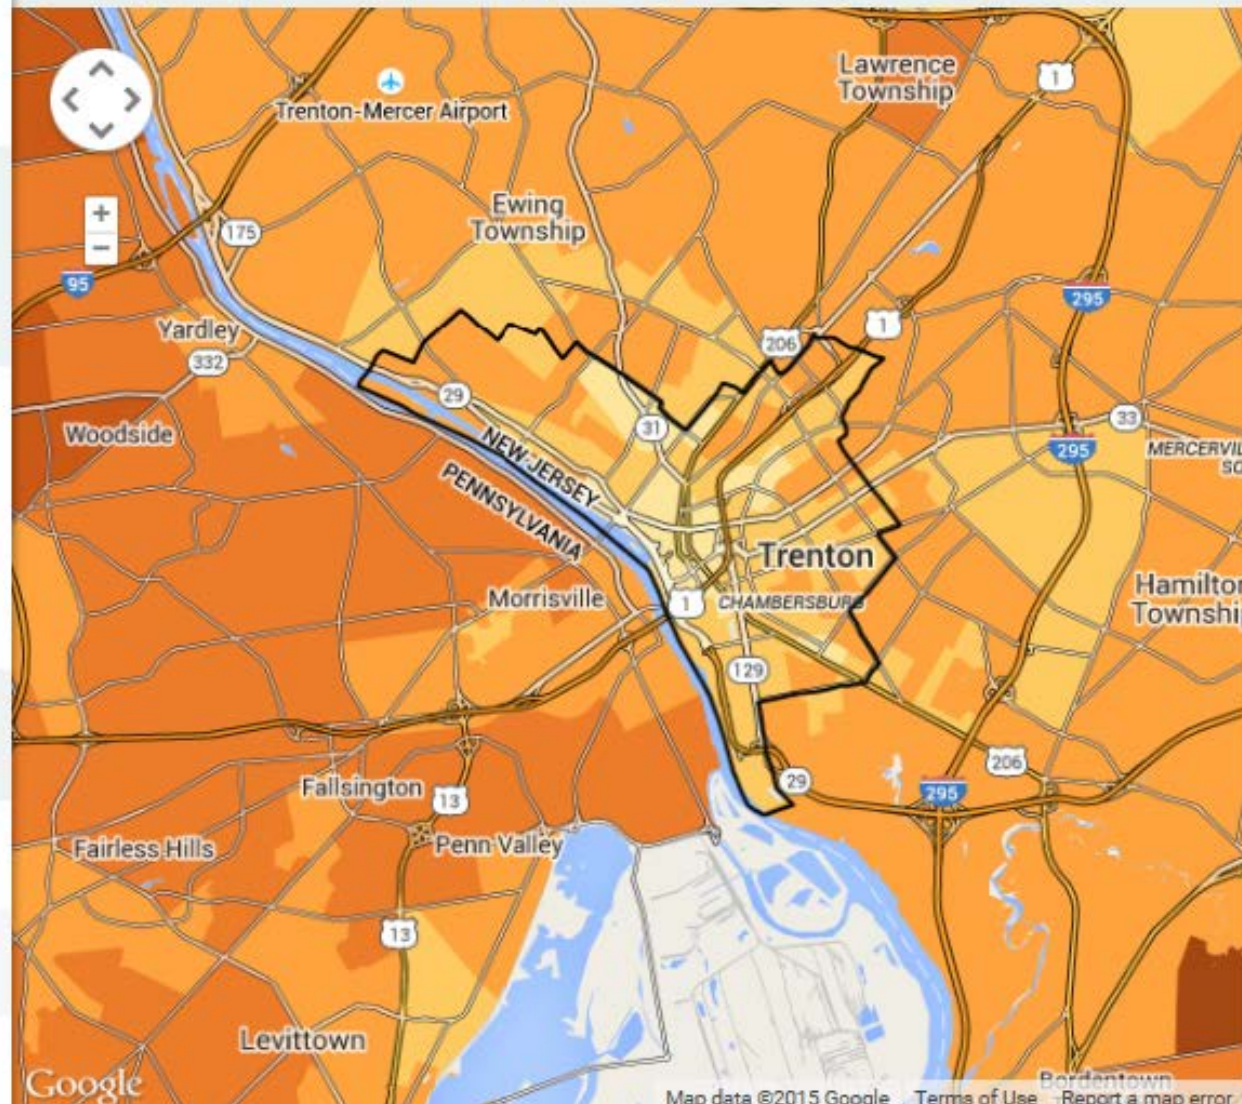 Lawrence
Township
1
Trenton-Mercer Airport
Ewing
Township
175
95
295
Yardley
332
206
1
29
31
33
Woodside
NEW JERSEY
PENNSYLVANIA
295
Trenton
Morrisville
1
CHAMBERSBURG
129
206
Fallsington
13
29
295
Fairless Hills
Penn Valley
13
Levittown
Google
Bordentown
Map data ©2015 Google
Terms of Use
Report a map error